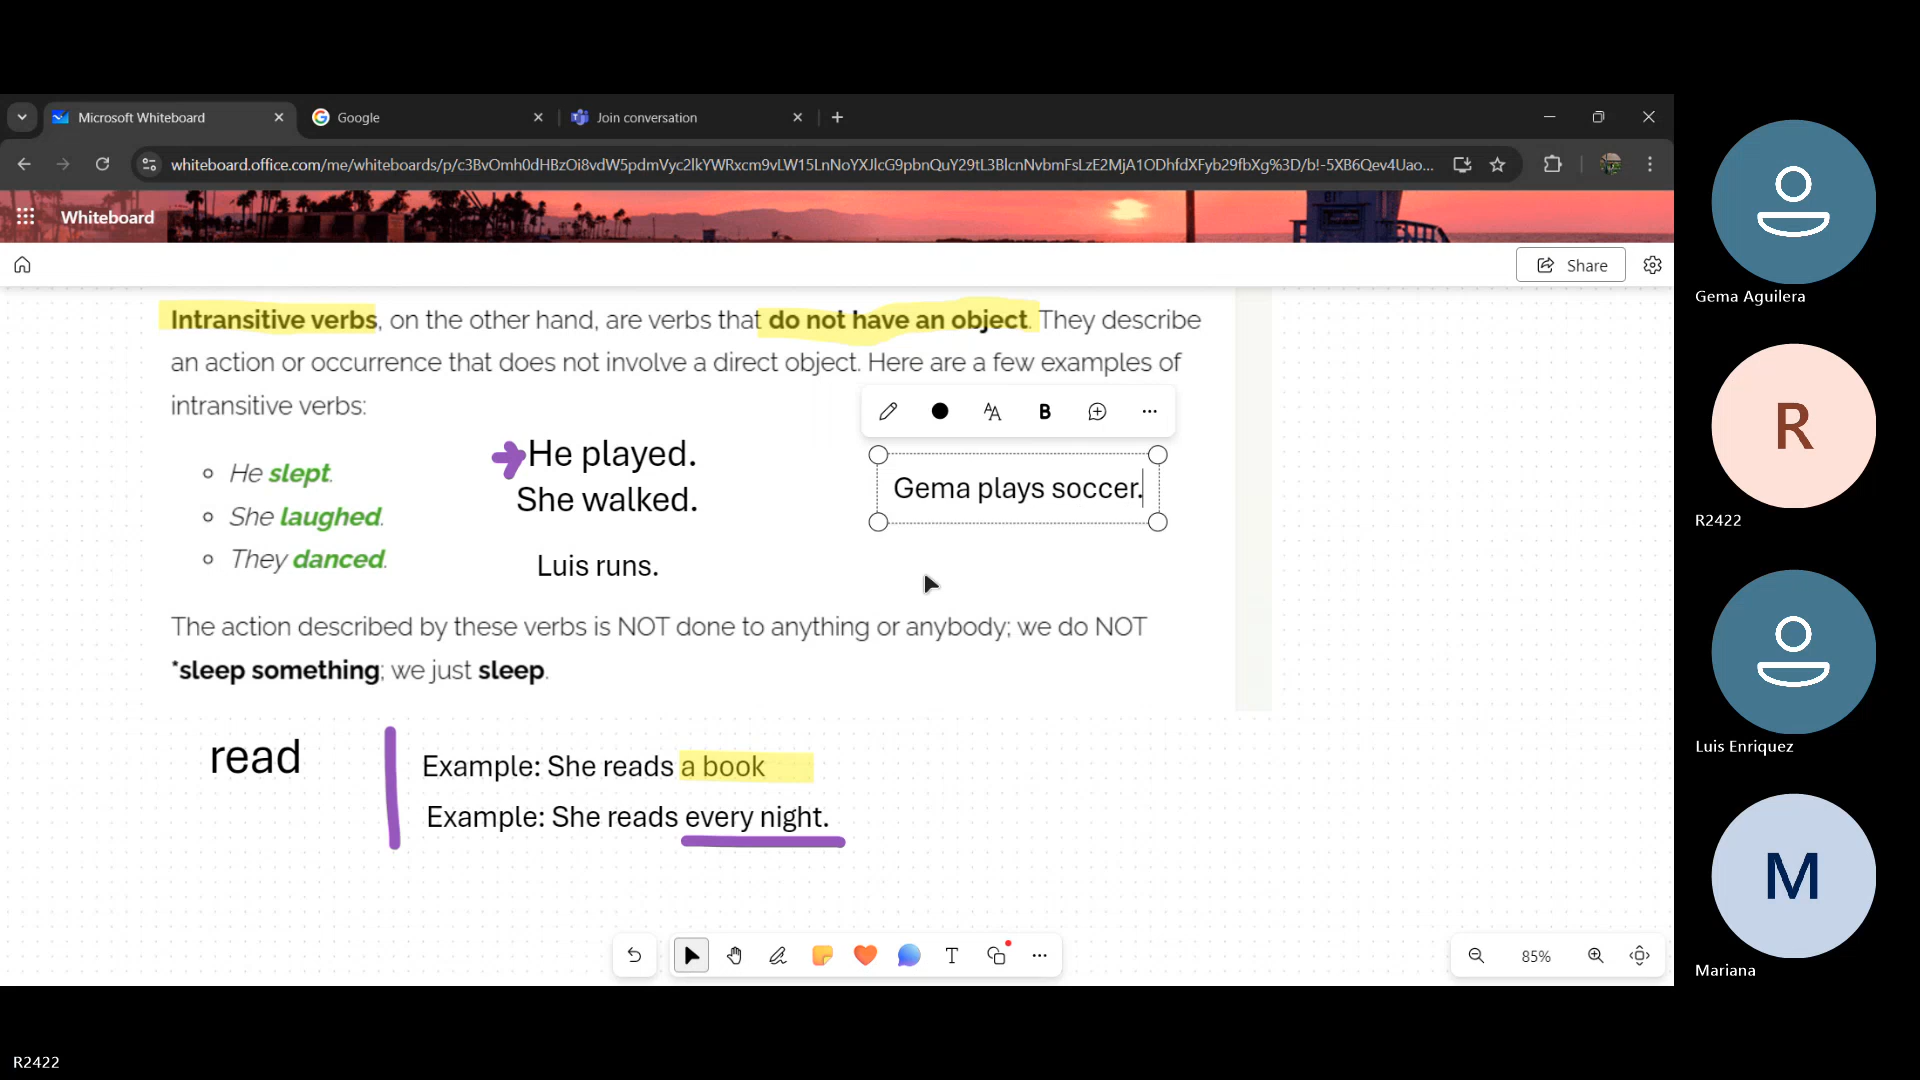 Microsoft Whiteboard
Google
Join conversation
whiteboard.office.com/me/whiteboards/p/c3BvOmh0dHBzOi8vdW5pdmVyc2lkYWRxcm9vLW15LnNoYXJlcG9pbnQuY29tL3BlcnNvbmFsLzE2MjA1ODhfdXFyb29fbXg%3D/b!-5XB6Qev4Uao...
Whiteboard
Share
Intransitive verbs, on the other hand, are verbs that do not have an object. They describe
an action or occurrence that does not involve a direct object. Here are a few examples of
intransitive verbs:
He slept.
She laughed.
They danced.
He played.
She walked.
Luis runs.
Gema plays soccer.
The action described by these verbs is NOT done to anything or anybody; we do NOT
*sleep something; we just sleep.
read
Example: She reads a book
Example: She reads every night.
85%
Gema Aguilera
R
R2422
Luis Enriquez
M
Mariana
R2422